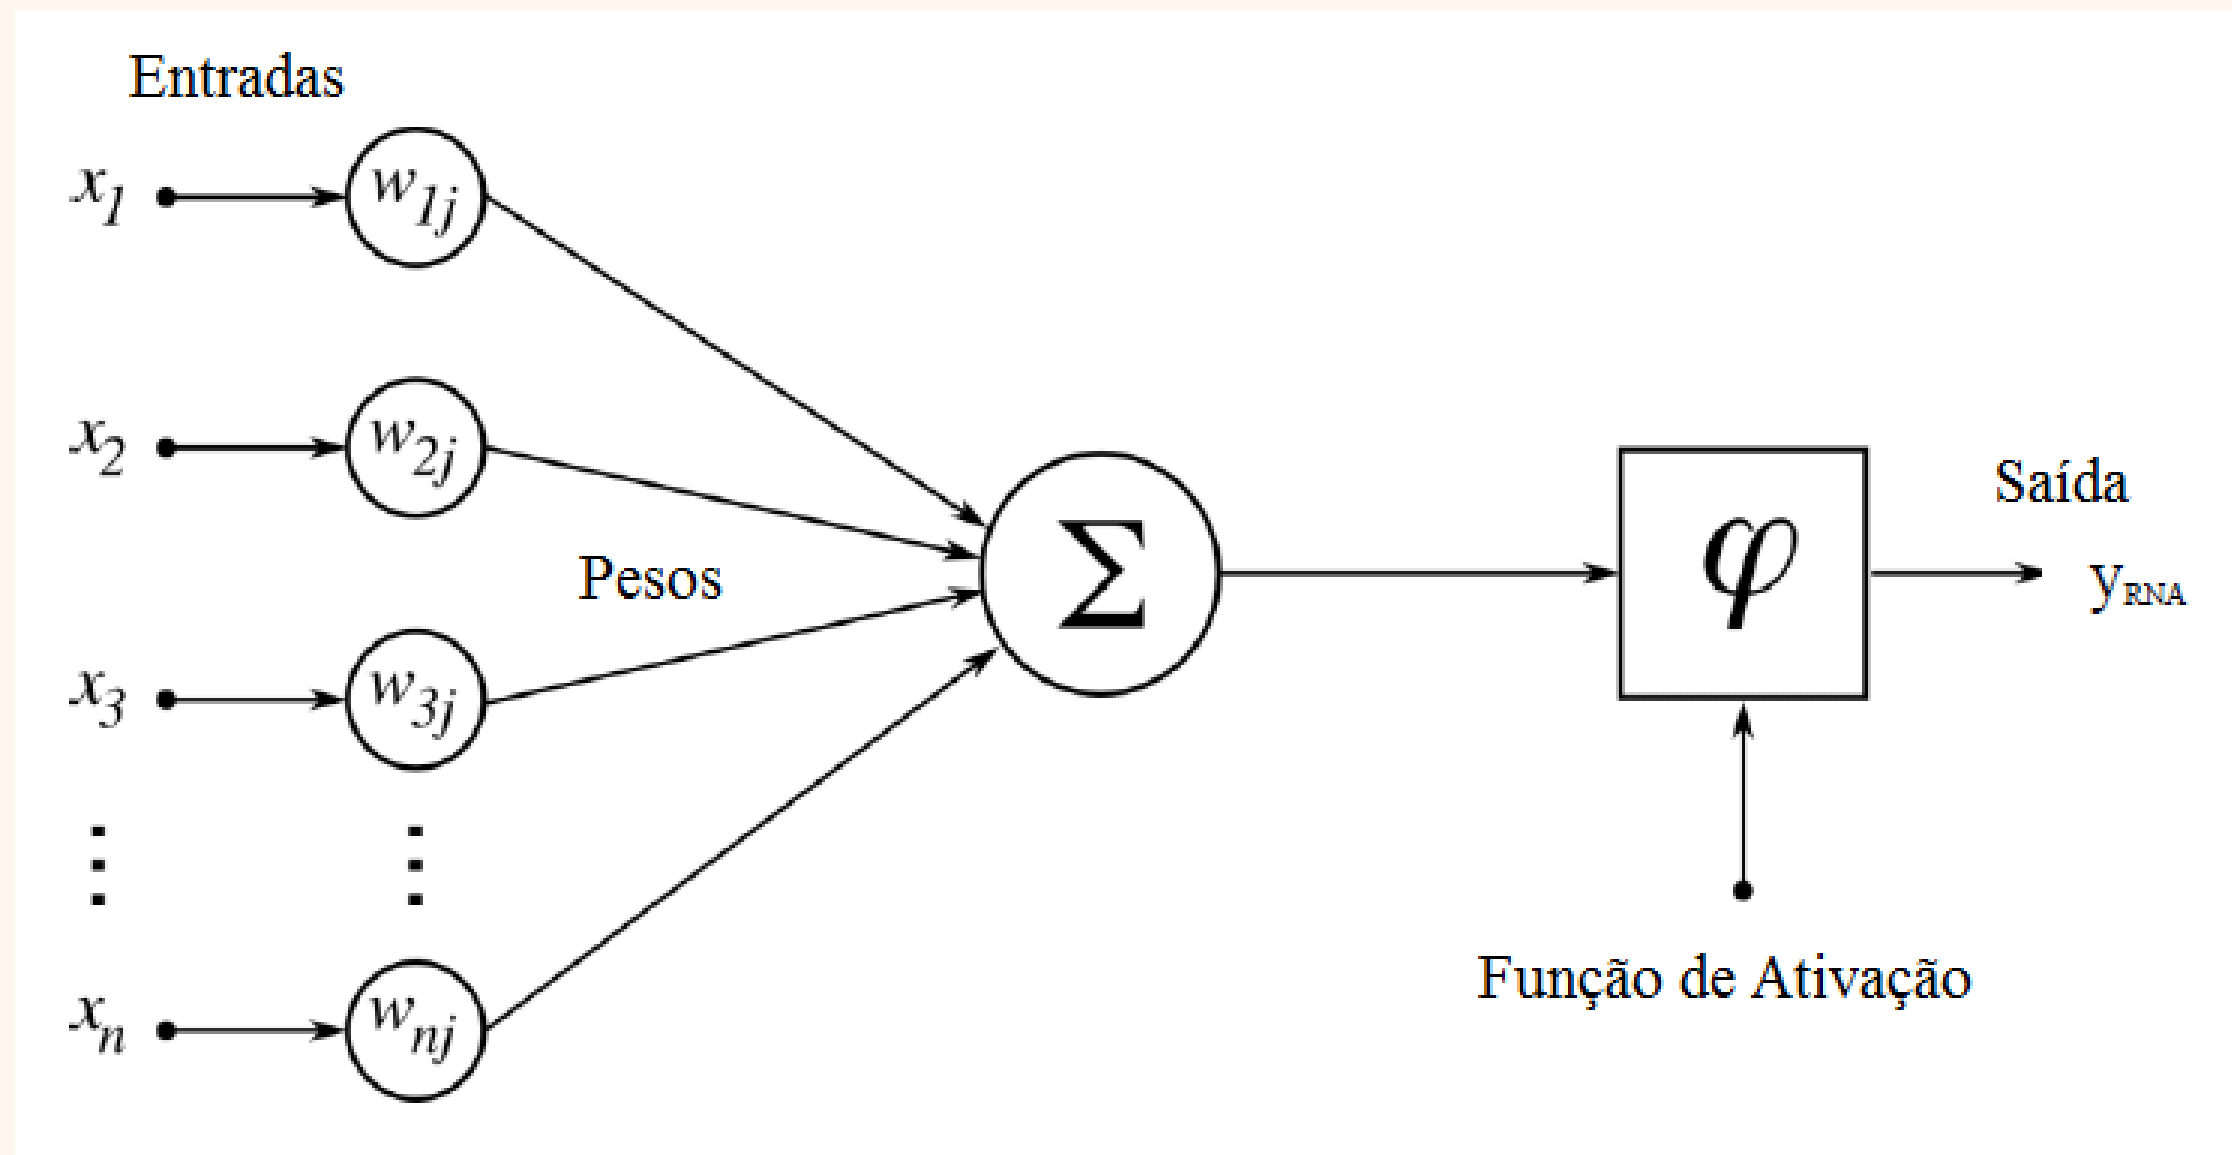 Entradas
x1 w1j
x2 w2j
Pesos
Σ
φ
Saída
yRNA
x3 w3j
⋮ ⋮
Função de Ativação
xn wnj